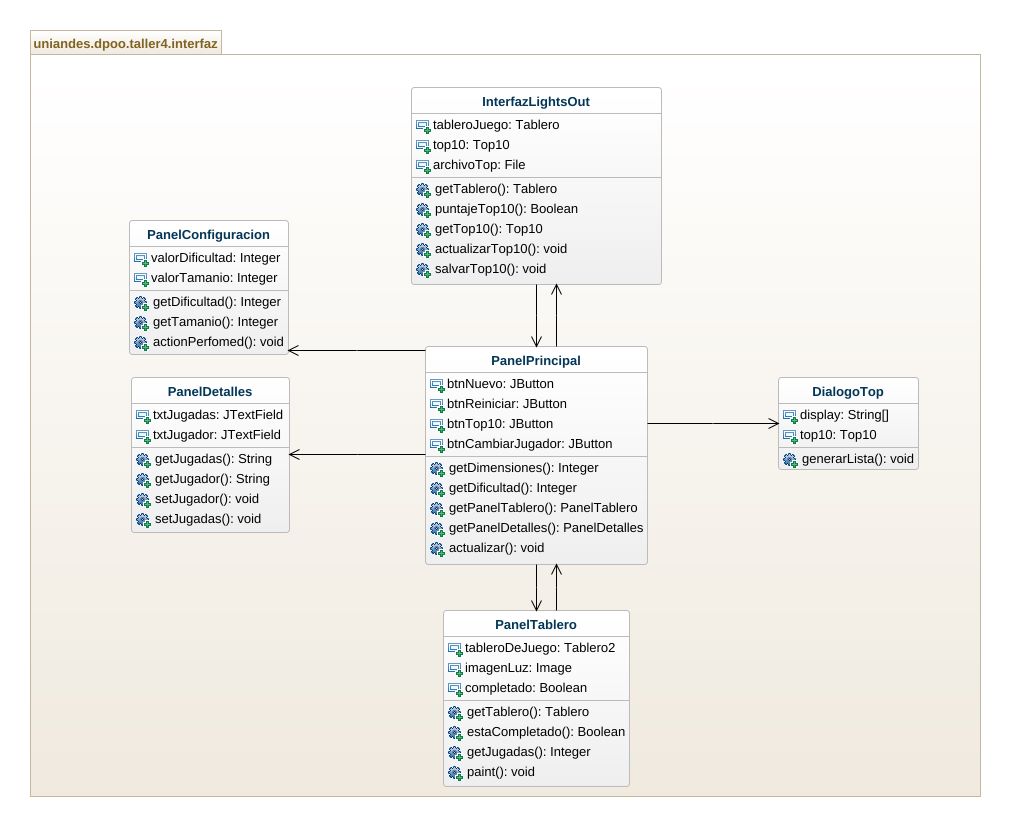 uniandes.dpoo.taller4.interfaz
InterfazLightsOut
tableroJuego: Tablero
top10: Top10
archivoTop: File
getTablero(): Tablero
puntajeTop10(): Boolean
getTop10(): Top10
actualizarTop10(): void
salvarTop10(): void
PanelConfiguracion
valorDificultad: Integer
valorTamanio: Integer
getDificultad(): Integer
getTamanio(): Integer
actionPerfomed(): void
PanelDetalles
txtJugadas: JTextField
txtJugador: JTextField
getJugadas(): String
getJugador(): String
setJugador(): void
setJugadas(): void
PanelPrincipal
btnNuevo: JButton
btnReiniciar: JButton
btnTop10: JButton
btnCambiarJugador: JButton
getDimensiones(): Integer
getDificultad(): Integer
getPanelTablero(): PanelTablero
getPanelDetalles(): PanelDetalles
actualizar(): void
DialogoTop
display: String[]
top10: Top10
generarLista(): void
PanelTablero
tableroDeJuego: Tablero2
imagenLuz: Image
completado: Boolean
getTablero(): Tablero
estaCompletado(): Boolean
getJugadas(): Integer
paint(): void